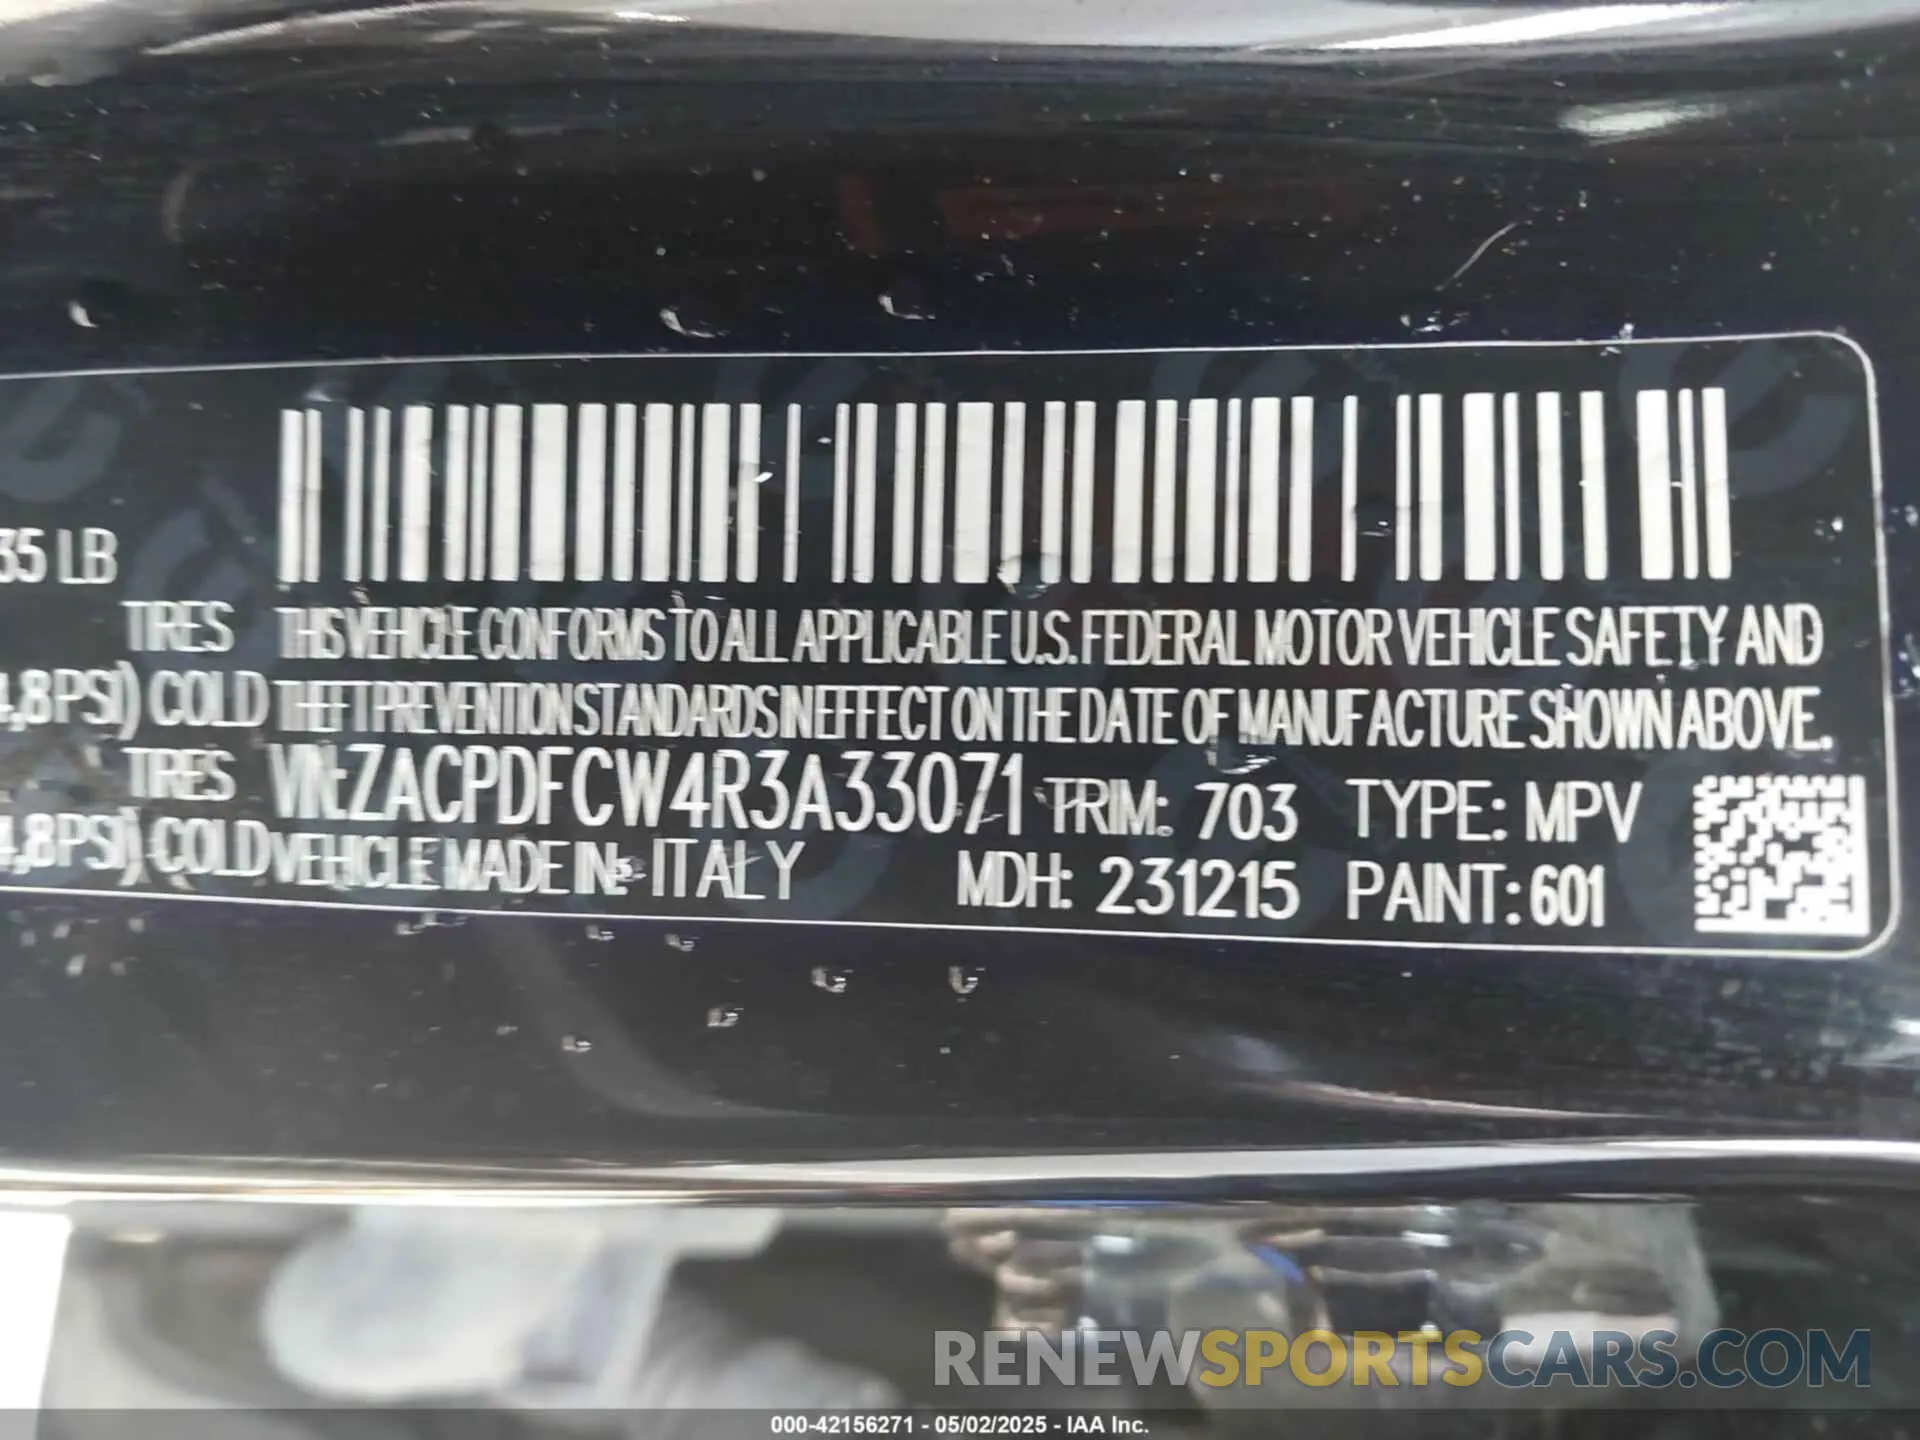 35 LB
TIRES THIS VEHICLE CONFORMS TO ALL APPLICABLE U.S. FEDERAL MOTOR VEHICLE SAFETY AND
4,8PSI) COLD THEFT PREVENTION STANDARDS IN EFFECT ON THE DATE OF MANUFACTURE SHOWN ABOVE.
TIRES VIN:ZACPDFCW4R3A33071 TRIM: 703 TYPE: MPV
4,8PSI) COLD VEHICLE MADE IN: ITALY MDH: 231215 PAINT: 601
RENEWSPORTSCARS.COM
000-42156271 - 05/02/2025 - IAA Inc.